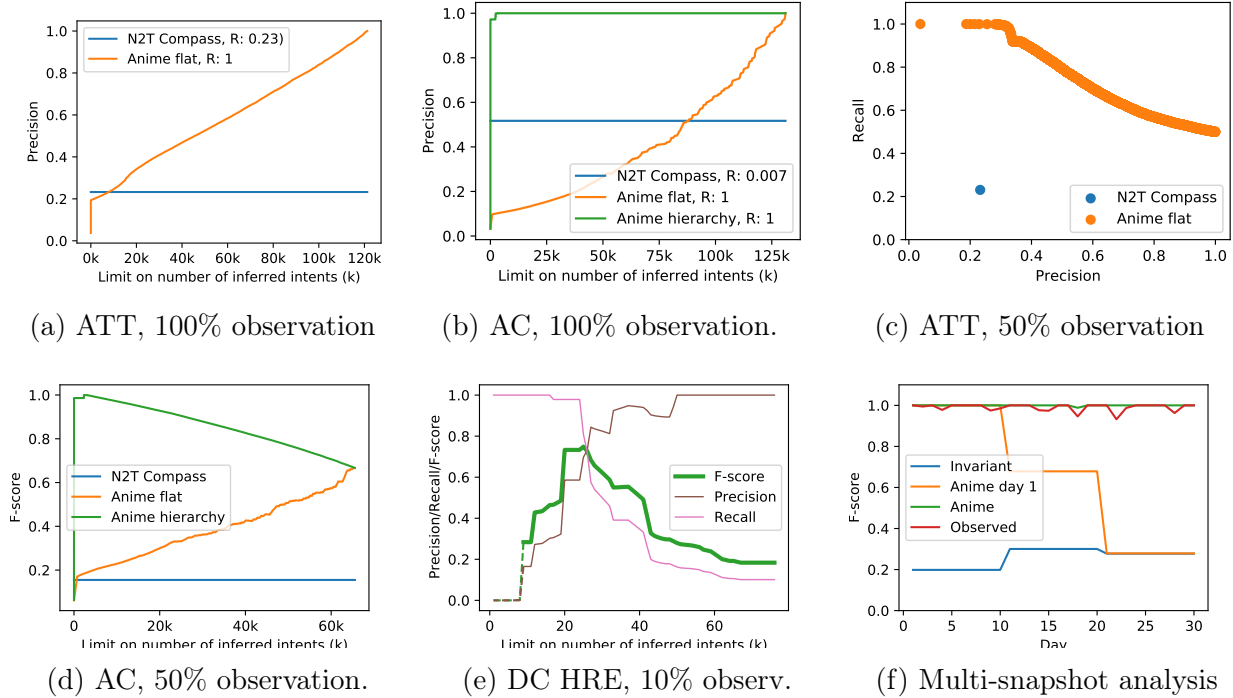 N2T Compass, R: 0.23)
Anime flat, R: 1
Precision
1.0
0.8
0.6
0.4
0.2
0.0
0k 20k 40k 60k 80k 100k 120k
Limit on number of inferred intents (k)
(a) ATT, 100% observation
Precision
1.0
0.8
0.6
0.4
0.2
0.0
N2T Compass, R: 0.007
Anime flat, R: 1
Anime hierarchy, R: 1
0k 25k 50k 75k 100k 125k
Limit on number of inferred intents (k)
(b) AC, 100% observation.
Recall
1.0
0.8
0.6
0.4
0.2
0.0
N2T Compass
Anime flat
0.0 0.2 0.4 0.6 0.8 1.0
Precision
(c) ATT, 50% observation
F-score
1.0
0.8
0.6
0.4
0.2
N2T Compass
Anime flat
Anime hierarchy
0k 20k 40k 60k
Limit on number of inferred intents (k)
(d) AC, 50% observation.
Precision/Recall/F-score
1.0
0.8
0.6
0.4
0.2
0.0
F-score
Precision
Recall
0 20 40 60
Limit on number of inferred intents (k)
(e) DC HRE, 10% observ.
F-score
1.0
0.8
0.6
0.4
0.2
0.0
Invariant
Anime day 1
Anime
Observed
0 5 10 15 20 25 30
Day
(f) Multi-snapshot analysis